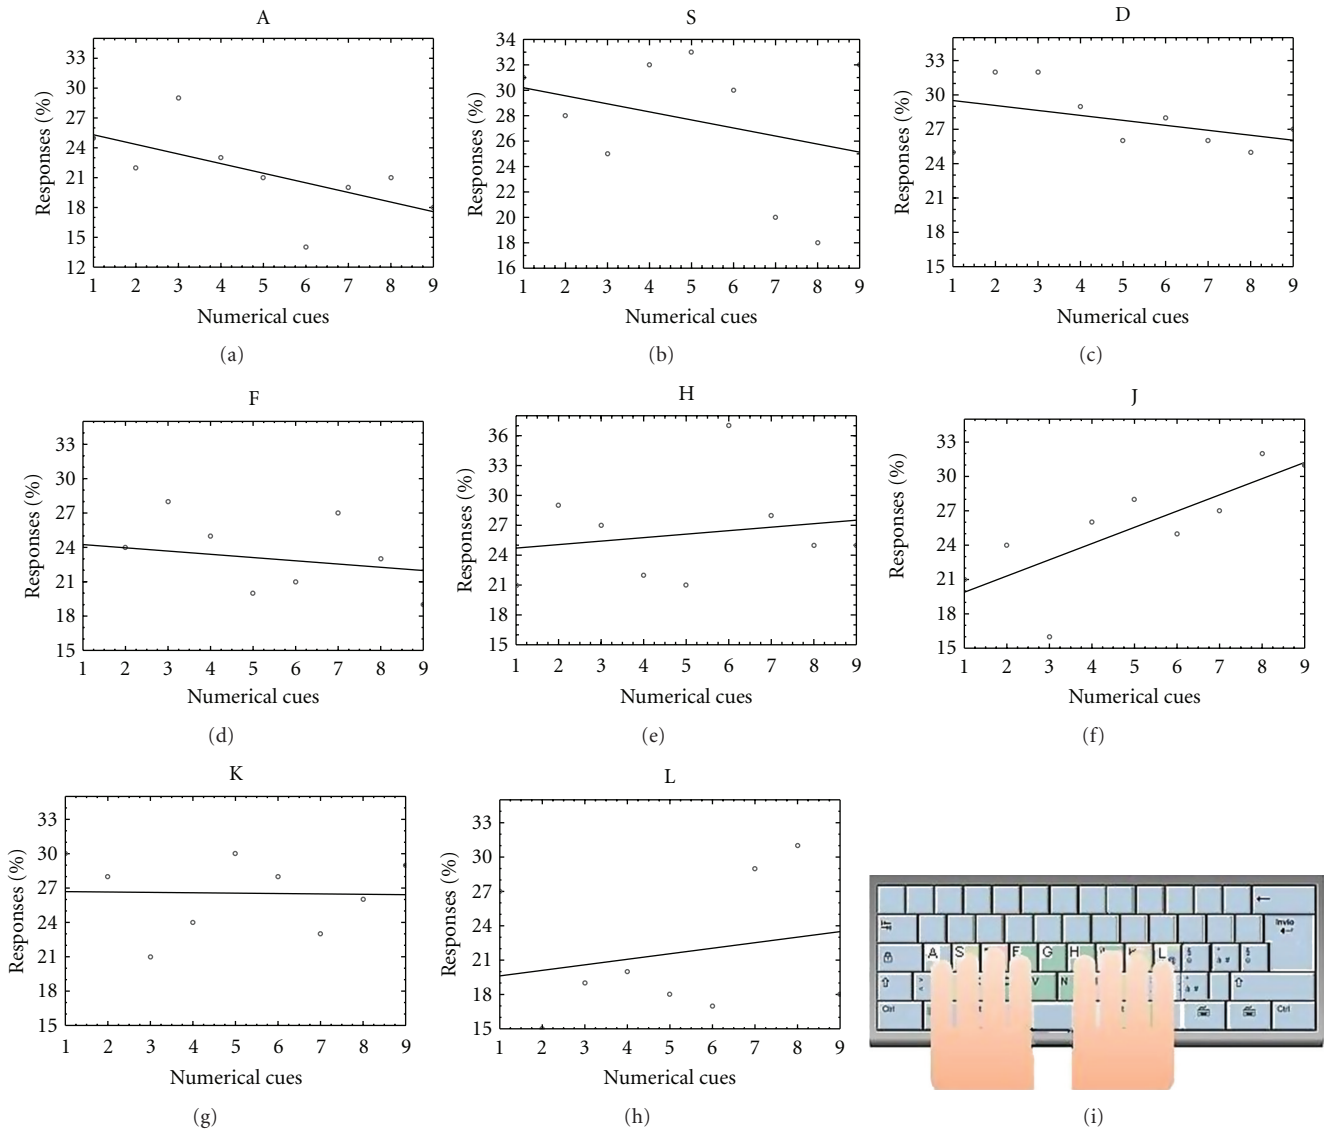 A
Responses (%)
33
30
27
24
21
18
15
12
1 2 3 4 5 6 7 8 9
Numerical cues
(a)
S
Responses (%)
34
32
30
28
26
24
22
20
18
16
1 2 3 4 5 6 7 8 9
Numerical cues
(b)
D
Responses (%)
33
30
27
24
21
18
15
1 2 3 4 5 6 7 8 9
Numerical cues
(c)
F
Responses (%)
33
30
27
24
21
18
15
1 2 3 4 5 6 7 8 9
Numerical cues
(d)
H
Responses (%)
36
33
30
27
24
21
18
15
1 2 3 4 5 6 7 8 9
Numerical cues
(e)
J
Responses (%)
33
30
27
24
21
18
15
1 2 3 4 5 6 7 8 9
Numerical cues
(f)
K
Responses (%)
33
30
27
24
21
18
15
1 2 3 4 5 6 7 8 9
Numerical cues
(g)
L
Responses (%)
33
30
27
24
21
18
15
1 2 3 4 5 6 7 8 9
Numerical cues
(h)
Invio
A S F G H L
V N
Ctrl Ctrl
(i)